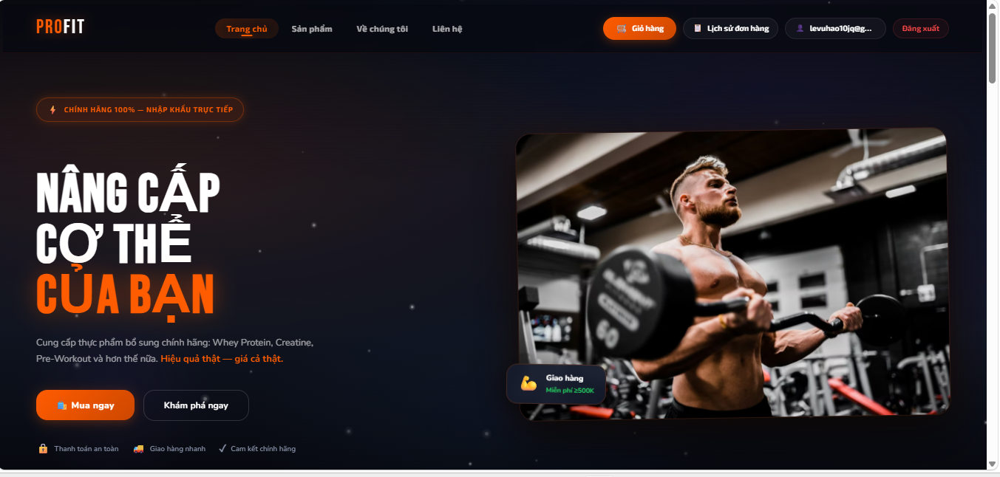 PROFIT
Trang chủ
Sản phẩm
Về chúng tôi
Liên hệ
Giỏ hàng
Lịch sử đơn hàng
levuhao10jq@g...
Đăng xuất
CHÍNH HÃNG 100% — NHẬP KHẨU TRỰC TIẾP
NÂNG CẤP
CƠ THỂ
CỦA BẠN
Cung cấp thực phẩm bổ sung chính hãng: Whey Protein, Creatine,
Pre-Workout và hơn thế nữa. Hiệu quả thật — giá cả thật.
Mua ngay
Khám phá ngay
Thanh toán an toàn
Giao hàng nhanh
Cam kết chính hãng
Giao hàng
Miễn phí ≥500K
60